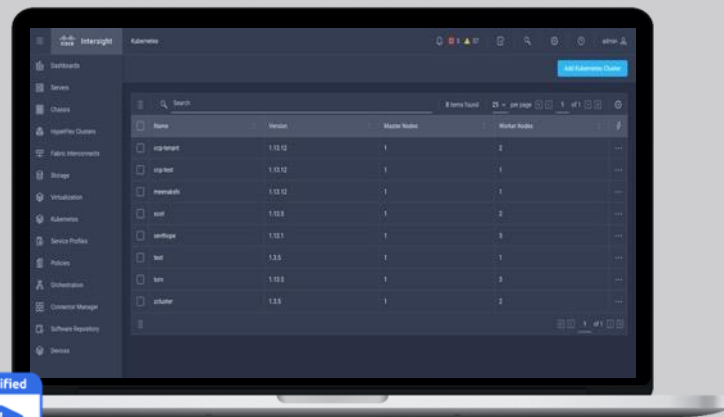 CISCO Intersight
Kubernetes
5 37
admin
Dashboards
Servers
Chassis
HyperFlex Clusters
Fabric Interconnects
Storage
Virtualization
Kubernetes
Service Profiles
Policies
Orchestration
Connector Manager
Software Repository
Devices
Add Kubernetes Cluster
Search
8 items found 25 per page 1 of 1
Name Version Master Nodes Worker Nodes
ccp-tenant 1.13.12 1 2
ccp-test 1.13.12 1 1
meenakshi 1.13.12 1 1
scott 1.13.5 1 2
1.13.1 1 3
test 1.3.5 1 1
1.13.5 1 3
1.3.5 1 2
1 of 1
ified